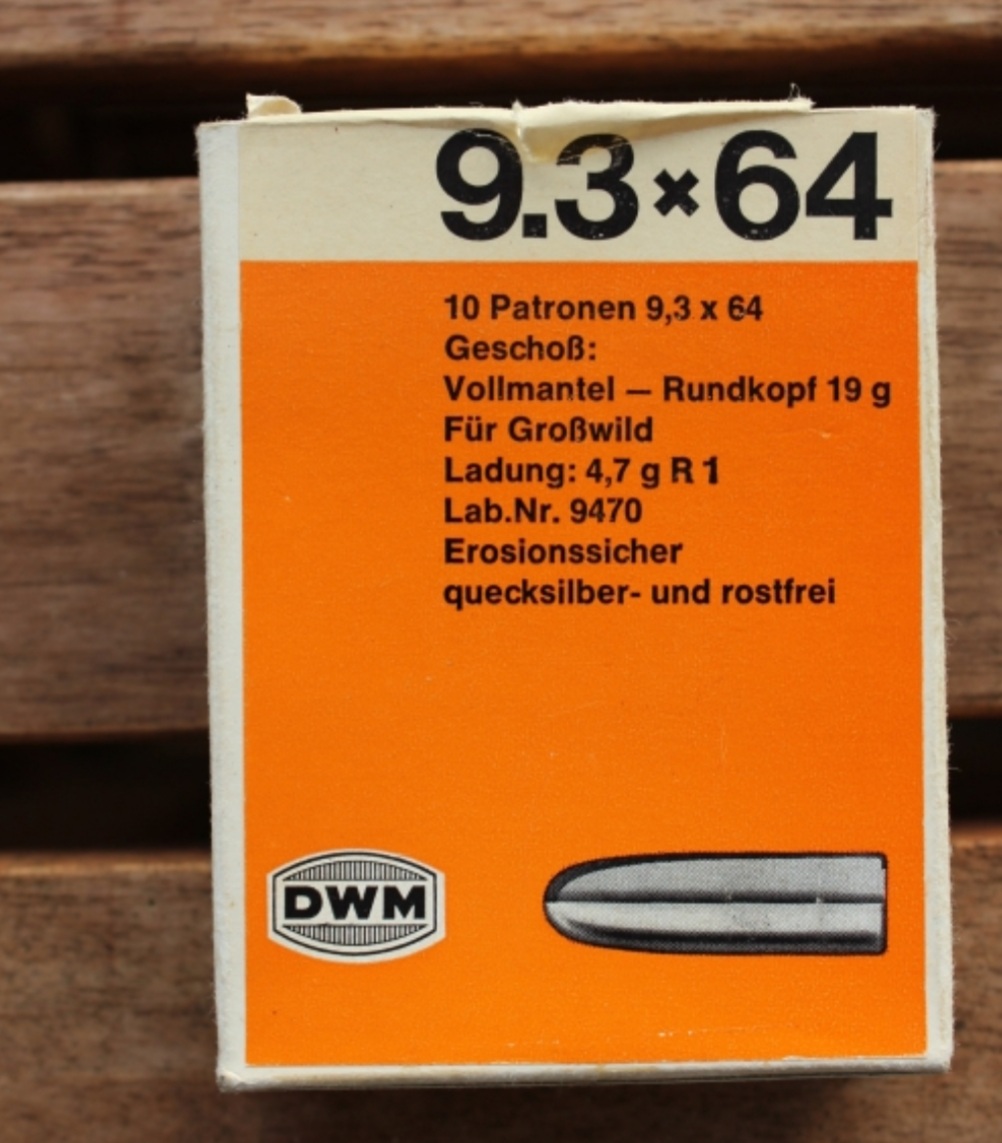 9.3×64
10 Patronen 9,3 x 64
Geschoß:
Vollmantel — Rundkopf 19 g
Für Großwild
Ladung: 4,7 g R 1
Lab.Nr. 9470
Erosionssicher
quecksilber- und rostfrei
DWM